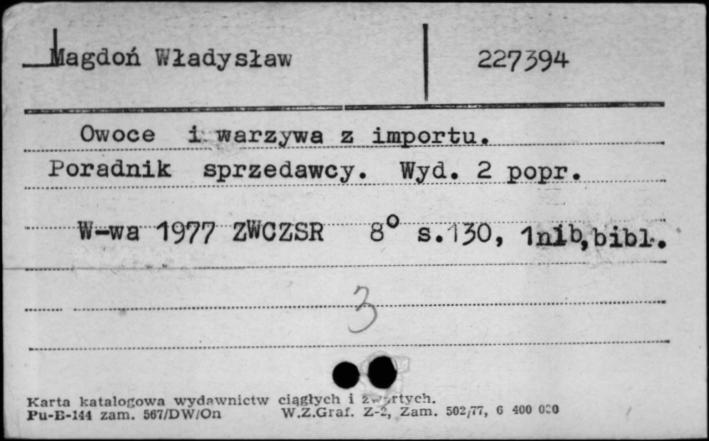 Magdoń Władysław 227394
Owoce i warzywa z importu.
Poradnik sprzedawcy. Wyd. 2 popr.
W-wa 1977 ZWCZSR 8° s.130, 1nlb,bibl.
3
Karta katalogowa wydawnictw ciągłych i zwartych.
Pu-B-144 zam. 567/DW/On W.Z.Graf. Z-2, Zam. 502/77, 6 400 000